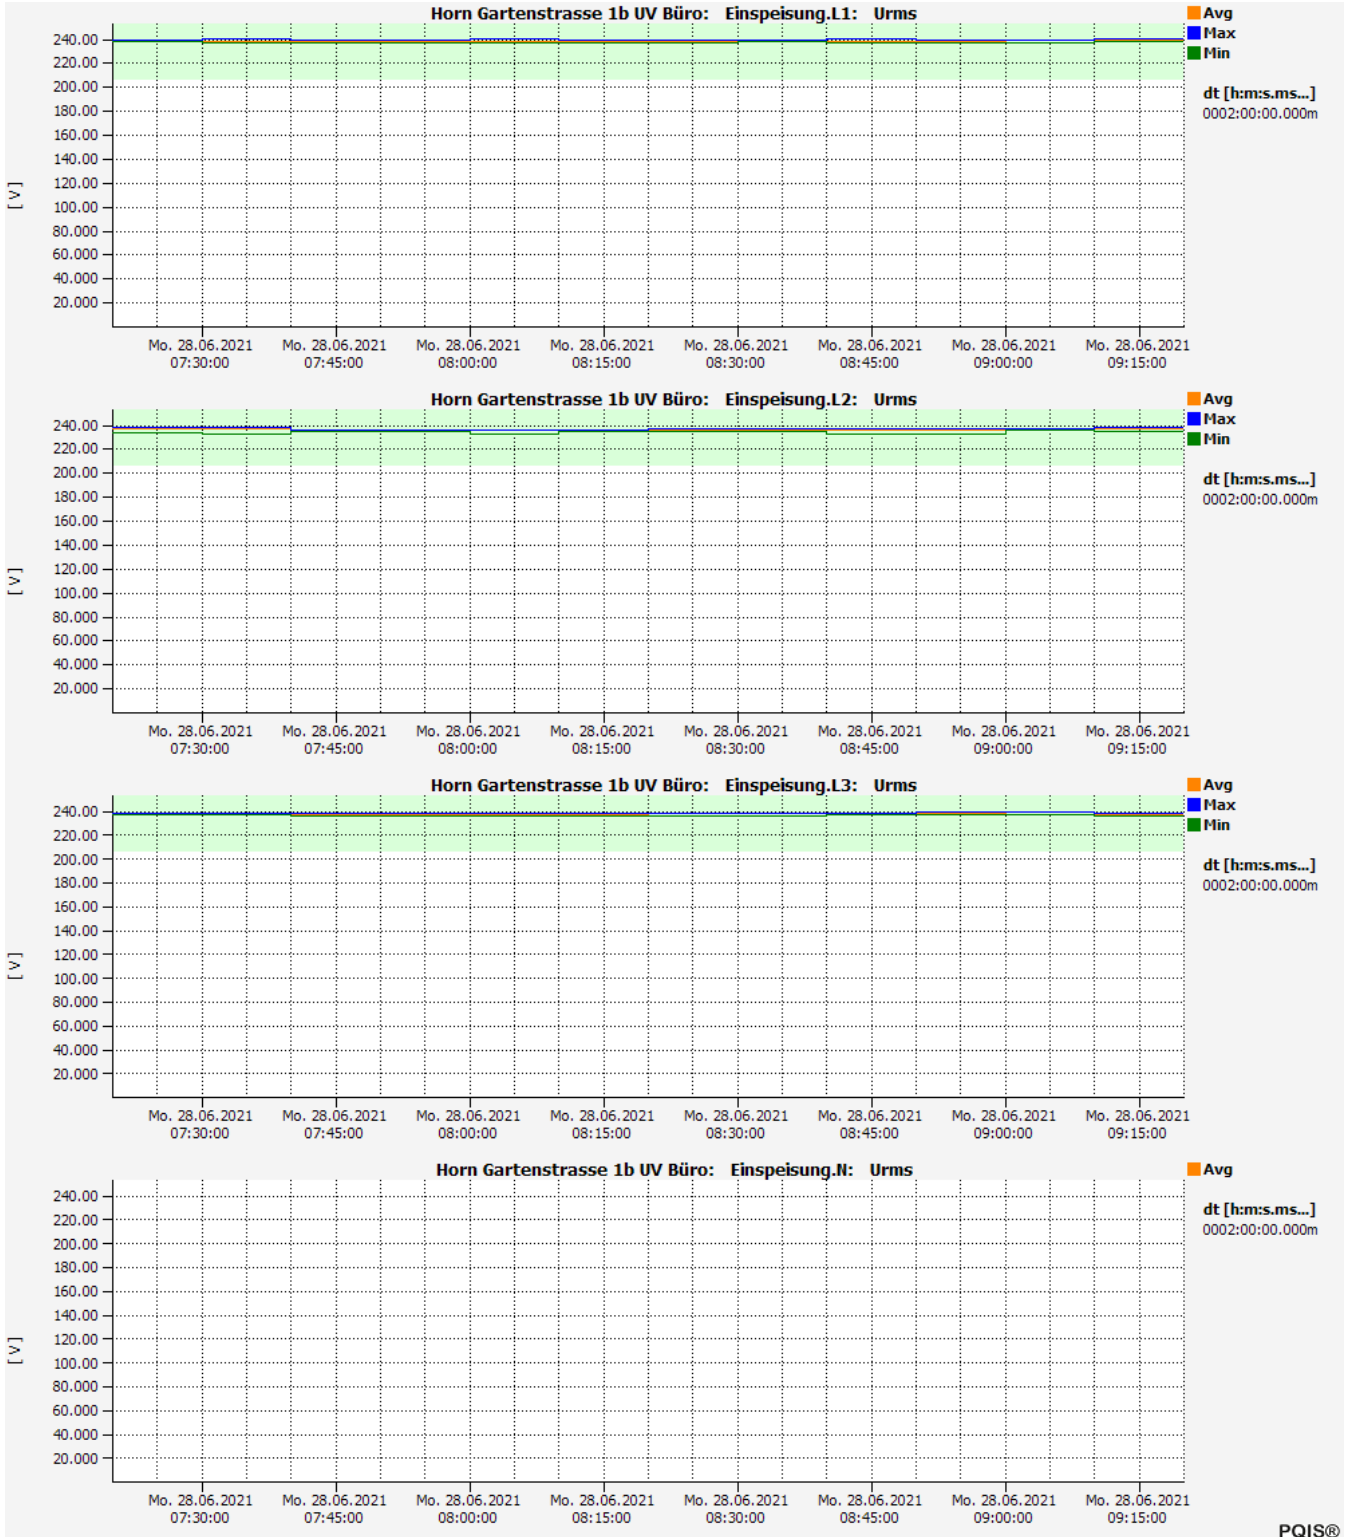 Horn Gartenstrasse 1b UV Büro: Einspeisung.L1: Urms
Avg
Max
Min
dt [h:m:s.ms...]
0002:00:00.000m
[ V ]
240.00
220.00
200.00
180.00
160.00
140.00
120.00
100.00
80.000
60.000
40.000
20.000
Mo. 28.06.2021 Mo. 28.06.2021 Mo. 28.06.2021 Mo. 28.06.2021 Mo. 28.06.2021 Mo. 28.06.2021 Mo. 28.06.2021 Mo. 28.06.2021
07:30:00 07:45:00 08:00:00 08:15:00 08:30:00 08:45:00 09:00:00 09:15:00
Horn Gartenstrasse 1b UV Büro: Einspeisung.L2: Urms
Avg
Max
Min
dt [h:m:s.ms...]
0002:00:00.000m
[ V ]
240.00
220.00
200.00
180.00
160.00
140.00
120.00
100.00
80.000
60.000
40.000
20.000
Mo. 28.06.2021 Mo. 28.06.2021 Mo. 28.06.2021 Mo. 28.06.2021 Mo. 28.06.2021 Mo. 28.06.2021 Mo. 28.06.2021 Mo. 28.06.2021
07:30:00 07:45:00 08:00:00 08:15:00 08:30:00 08:45:00 09:00:00 09:15:00
Horn Gartenstrasse 1b UV Büro: Einspeisung.L3: Urms
Avg
Max
Min
dt [h:m:s.ms...]
0002:00:00.000m
[ V ]
240.00
220.00
200.00
180.00
160.00
140.00
120.00
100.00
80.000
60.000
40.000
20.000
Mo. 28.06.2021 Mo. 28.06.2021 Mo. 28.06.2021 Mo. 28.06.2021 Mo. 28.06.2021 Mo. 28.06.2021 Mo. 28.06.2021 Mo. 28.06.2021
07:30:00 07:45:00 08:00:00 08:15:00 08:30:00 08:45:00 09:00:00 09:15:00
Horn Gartenstrasse 1b UV Büro: Einspeisung.N: Urms
Avg
dt [h:m:s.ms...]
0002:00:00.000m
[ V ]
240.00
220.00
200.00
180.00
160.00
140.00
120.00
100.00
80.000
60.000
40.000
20.000
Mo. 28.06.2021 Mo. 28.06.2021 Mo. 28.06.2021 Mo. 28.06.2021 Mo. 28.06.2021 Mo. 28.06.2021 Mo. 28.06.2021 Mo. 28.06.2021
07:30:00 07:45:00 08:00:00 08:15:00 08:30:00 08:45:00 09:00:00 09:15:00
PQIS®